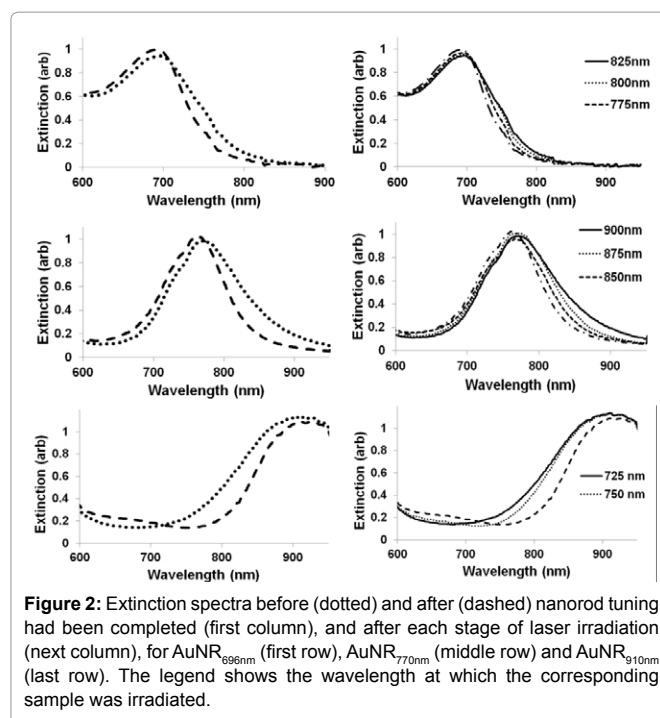 Extinction (arb)
1
0.8
0.6
0.4
0.2
0
600
700
800
900
Wavelength (nm)
Extinction (arb)
1
0.8
0.6
0.4
0.2
0
600
700
800
900
Wavelength (nm)
825nm
800nm
775nm
Extinction (arb)
1
0.8
0.6
0.4
0.2
0
600
700
800
900
Wavelength (nm)
Extinction (arb)
1
0.8
0.6
0.4
0.2
0
600
700
800
900
Wavelength (nm)
900nm
875nm
850nm
Extinction (arb)
1
0.8
0.6
0.4
0.2
0
600
700
800
900
Wavelength (nm)
Extinction (arb)
1
0.8
0.6
0.4
0.2
0
600
700
800
900
Wavelength (nm)
725 nm
750 nm
Figure 2: Extinction spectra before (dotted) and after (dashed) nanorod tuning
had been completed (first column), and after each stage of laser irradiation
(next column), for AuNR696nm (first row), AuNR770nm (middle row) and AuNR910nm
(last row). The legend shows the wavelength at which the corresponding
sample was irradiated.